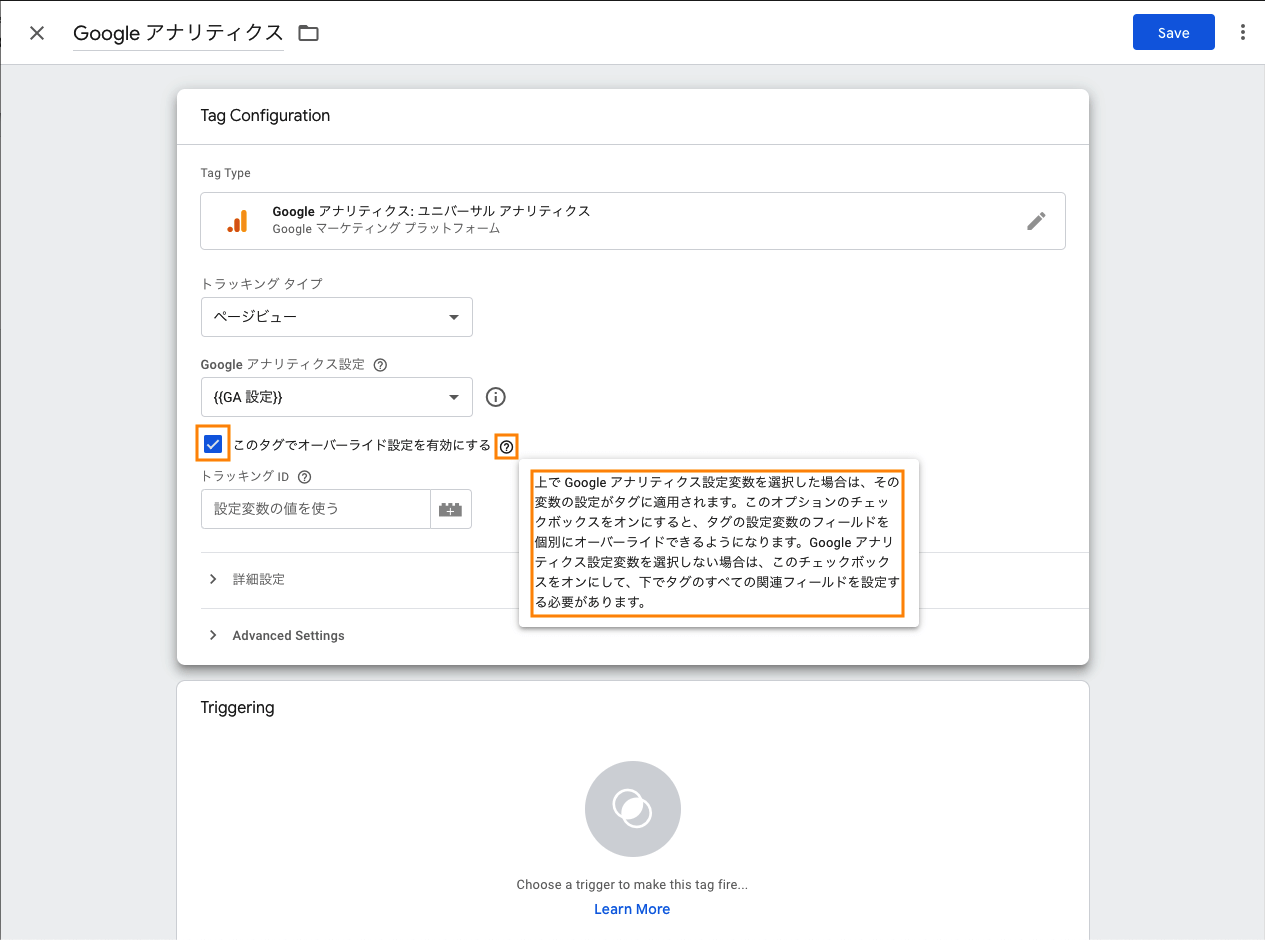 Google アナリティクス
Save
Tag Configuration
Tag Type
Google アナリティクス: ユニバーサル アナリティクス
Google マーケティング プラットフォーム
トラッキング タイプ
ページビュー
Google アナリティクス設定
{{GA 設定}}
このタグでオーバーライド設定を有効にする
トラッキング ID
設定変数の値を使う
上で Google アナリティクス設定変数を選択した場合は、その
変数の設定がタグに適用されます。このオプションのチェッ
クボックスをオンにすると、タグの設定変数のフィールドを
個別にオーバーライドできるようになります。Google アナリ
ティクス設定変数を選択しない場合は、このチェックボック
スをオンにして、下でタグのすべての関連フィールドを設定す
る必要があります。
詳細設定
Advanced Settings
Triggering
Choose a trigger to make this tag fire...
Learn More